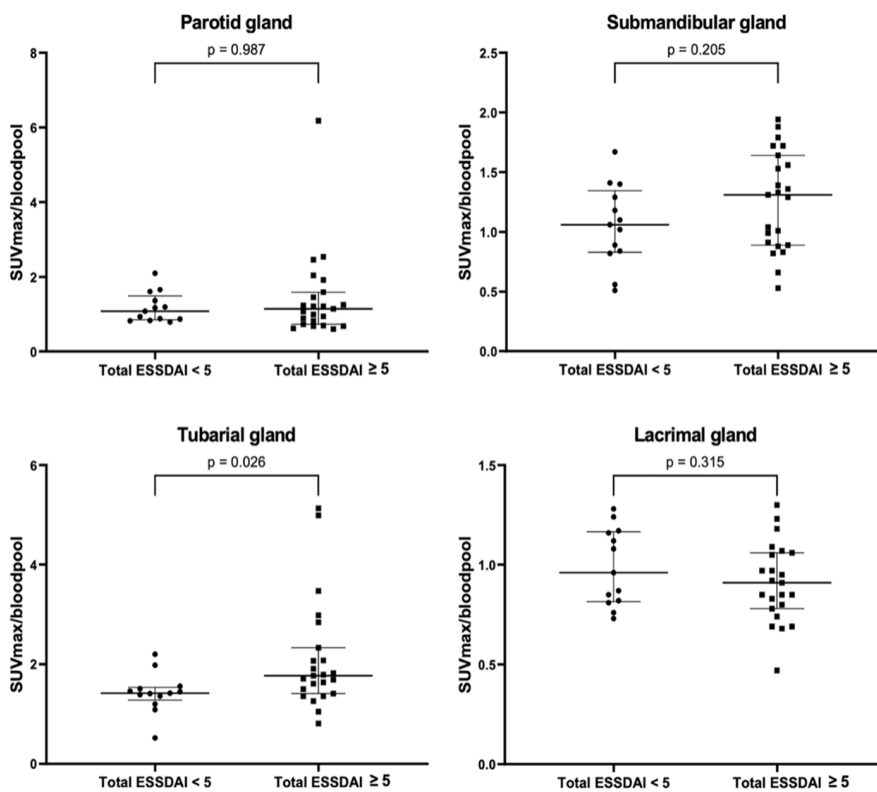 Parotid gland
p = 0.987
SUVmax/bloodpool
8
6
4
2
0
Total ESSDAI < 5
Total ESSDAI ≥ 5
Submandibular gland
p = 0.205
SUVmax/bloodpool
2.5
2.0
1.5
1.0
0.5
0.0
Total ESSDAI < 5
Total ESSDAI ≥ 5
Tubarial gland
p = 0.026
SUVmax/bloodpool
6
4
2
0
Total ESSDAI < 5
Total ESSDAI ≥ 5
Lacrimal gland
p = 0.315
SUVmax/bloodpool
1.5
1.0
0.5
0.0
Total ESSDAI < 5
Total ESSDAI ≥ 5